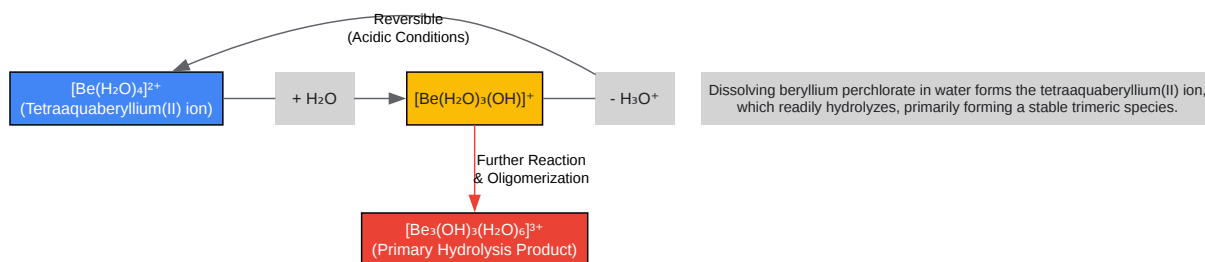 Reversible
(Acidic Conditions)
[Be(H₂O)₄]²⁺
(Tetraaquaberyllium(II) ion)
+ H₂O
[Be(H₂O)₃(OH)]⁺
- H₃O⁺
Dissolving beryllium perchlorate in water forms the tetraaquaberyllium(II) ion,
which readily hydrolyzes, primarily forming a stable trimeric species.
Further Reaction
& Oligomerization
[Be₃(OH)₃(H₂O)₆]³⁺
(Primary Hydrolysis Product)